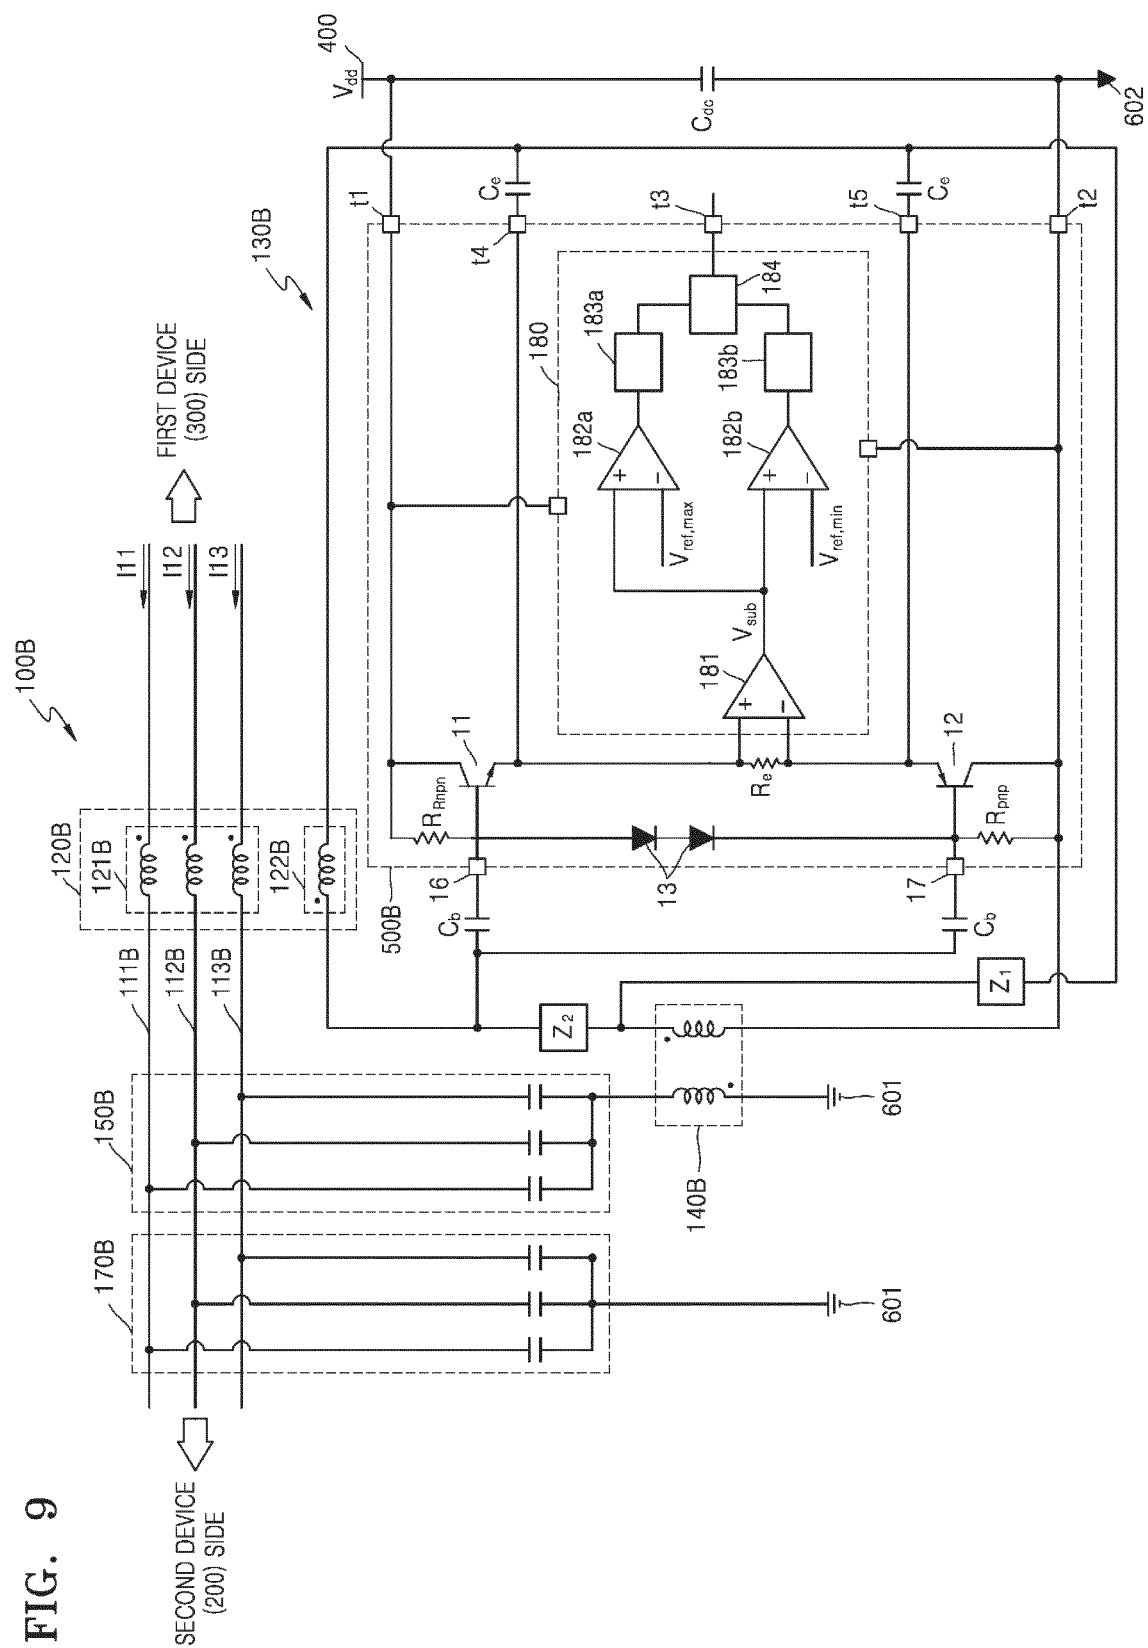 FIG. 9
100B
SECOND DEVICE
(200) SIDE
FIRST DEVICE
(300) SIDE
170B
150B
111B
112B
113B
120B
121B
122B
I11
I12
I13
130B
500B
601
601
140B
Z2
Z1
Cb
Cb
16
17
RRnpn
Rpnp
13
11
12
Re
180
181
Vsub
182a
182b
Vref,max
Vref,min
183a
183b
184
t1
t4
t3
t5
t2
Ce
Ce
Vdd
400
Cdc
602
+
−
+
−
+
−